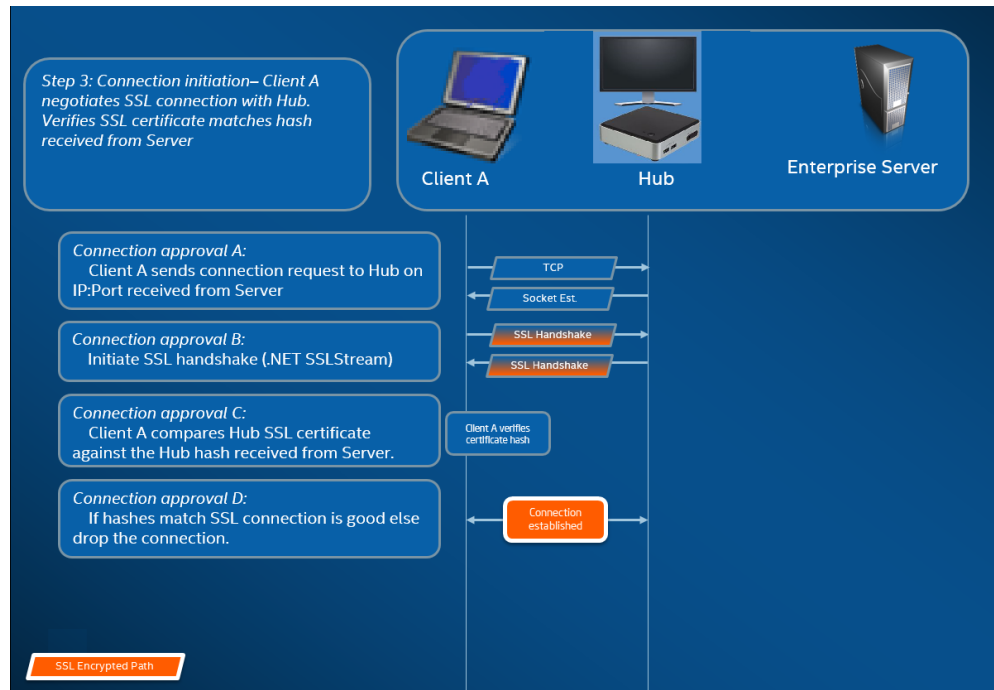 Step 3: Connection initiation– Client A
negotiates SSL connection with Hub.
Verifies SSL certificate matches hash
received from Server
Client A
Hub
Enterprise Server
Connection approval A:
Client A sends connection request to Hub on
IP:Port received from Server
TCP
Socket Est.
Connection approval B:
Initiate SSL handshake (.NET SSLStream)
SSL Handshake
SSL Handshake
Connection approval C:
Client A compares Hub SSL certificate
against the Hub hash received from Server.
Client A verifies
certificate hash
Connection approval D:
If hashes match SSL connection is good else
drop the connection.
Connection
established
SSL Encrypted Path